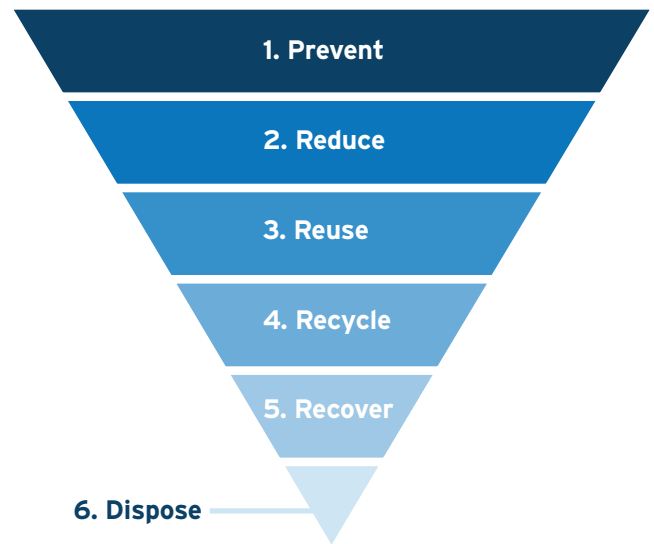 1. Prevent
2. Reduce
3. Reuse
4. Recycle
5. Recover
6. Dispose